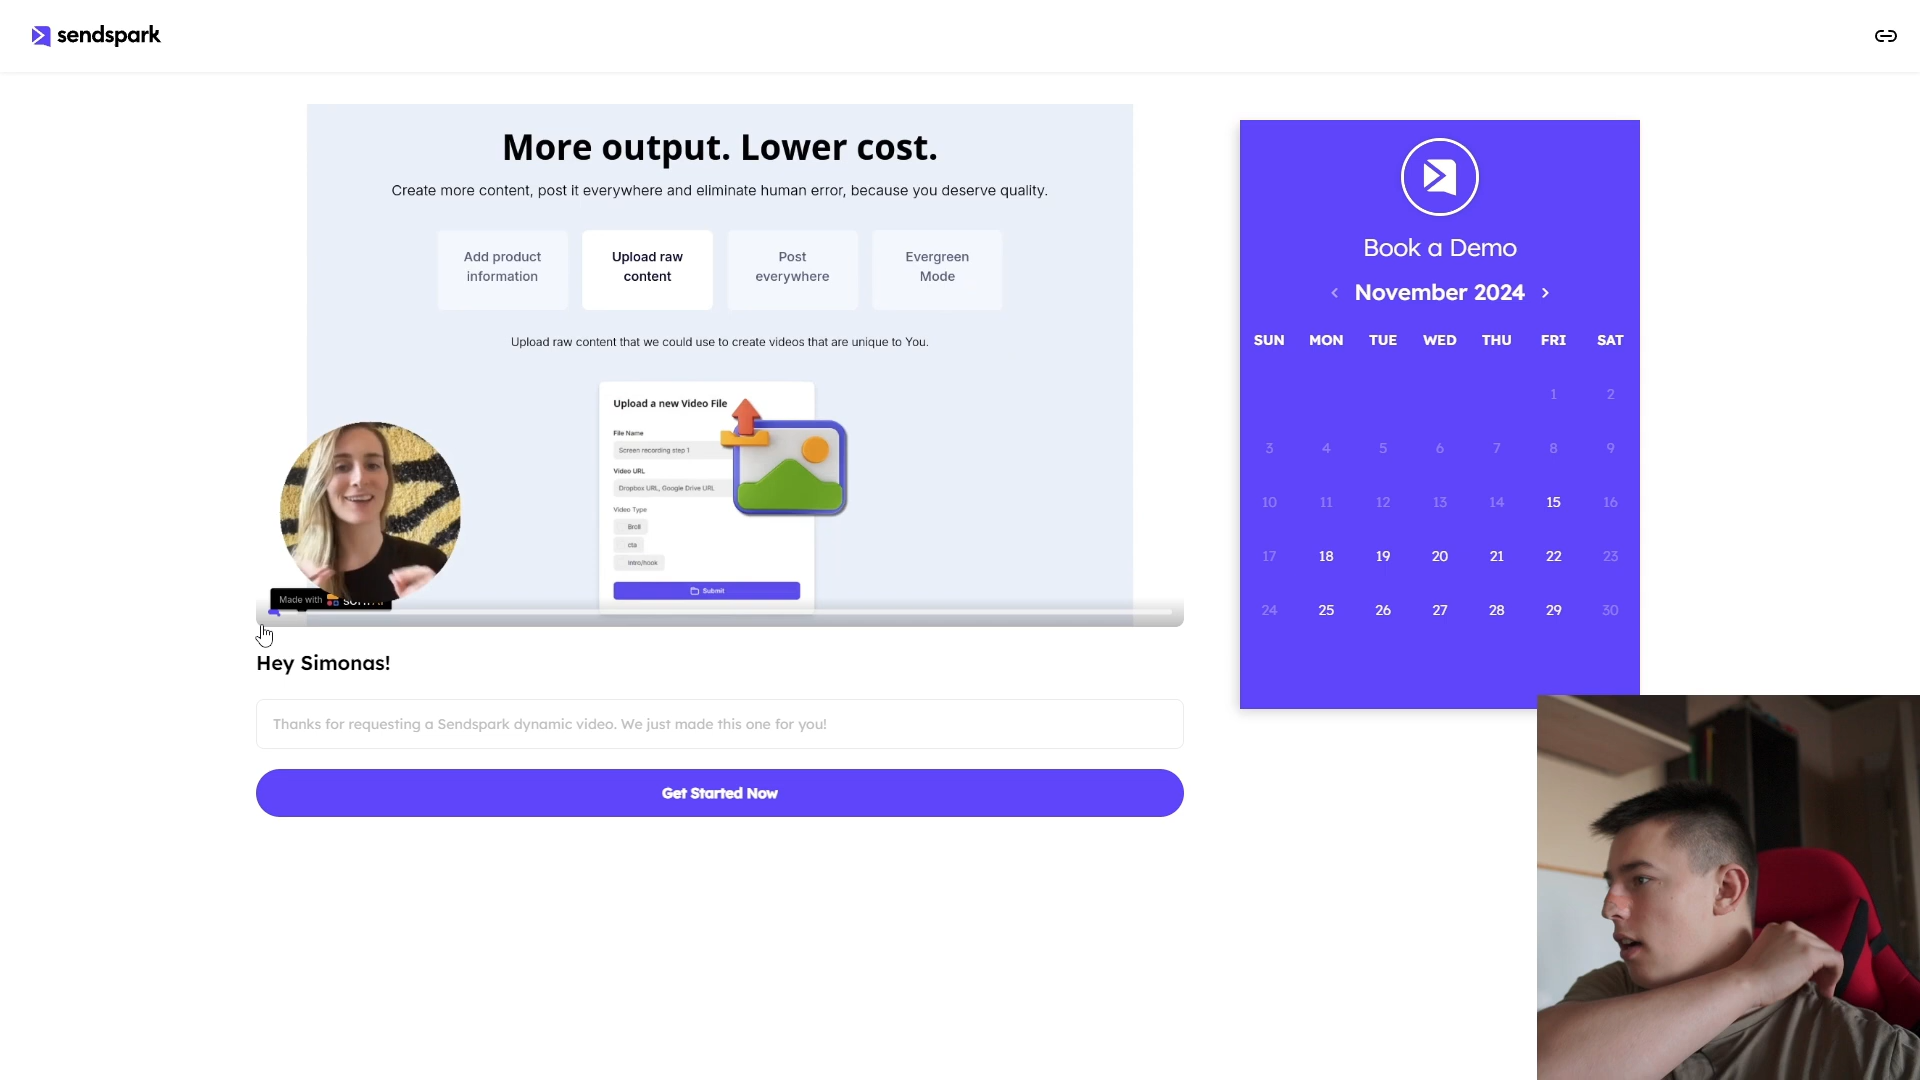 sendspark
More output. Lower cost.
Create more content, post it everywhere and eliminate human error, because you deserve quality.
Add product
information
Upload raw
content
Post
everywhere
Evergreen
Mode
Upload raw content that we could use to create videos that are unique to You.
Upload a new Video File
File Name
Screen recording step 1
Video URL
Dropbox URL, Google Drive URL
Video Type
Broll
cta
Intro/hook
Submit
Made with
Hey Simonas!
Thanks for requesting a Sendspark dynamic video. We just made this one for you!
Get Started Now
Book a Demo
November 2024
SUN MON TUE WED THU FRI SAT
1 2
3 4 5 6 7 8 9
10 11 12 13 14 15 16
17 18 19 20 21 22 23
24 25 26 27 28 29 30